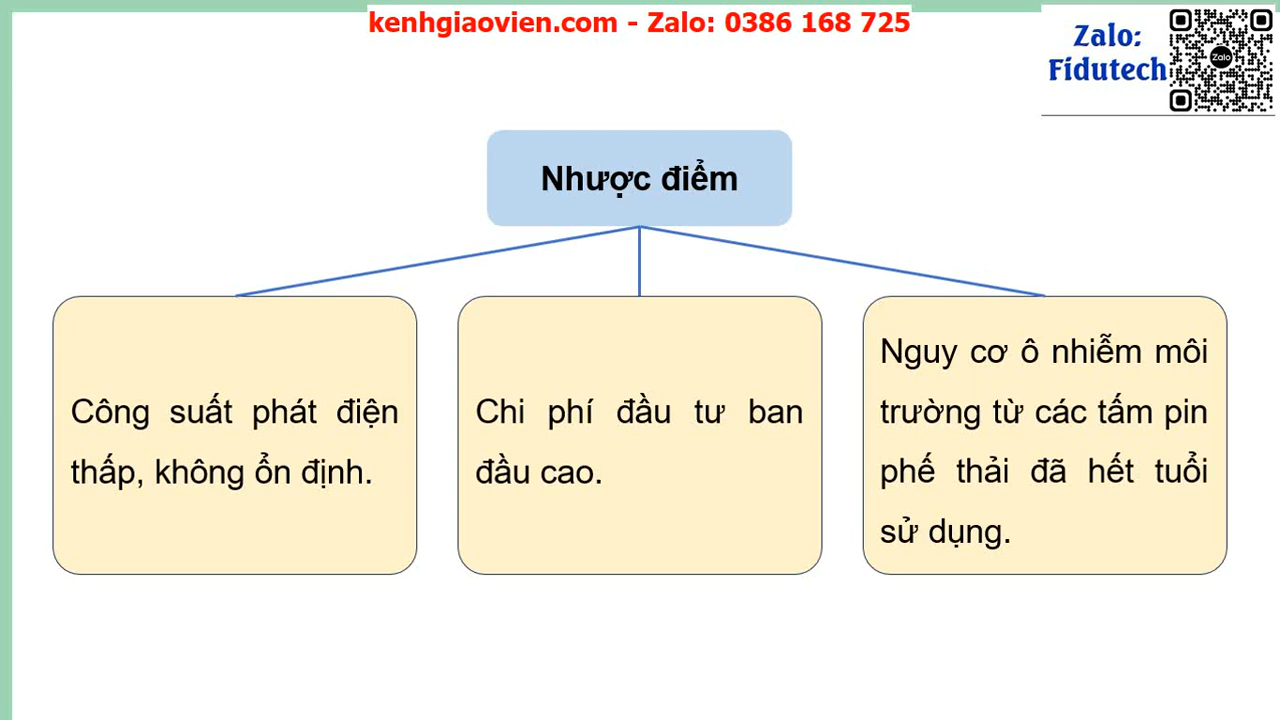 kenhgiaovien.com - Zalo: 0386 168 725
Zalo:
Fidutech
Zalo
Nhược điểm
Công suất phát điện
thấp, không ổn định.
Chi phí đầu tư ban
đầu cao.
Nguy cơ ô nhiễm môi
trường từ các tấm pin
phế thải đã hết tuổi
sử dụng.